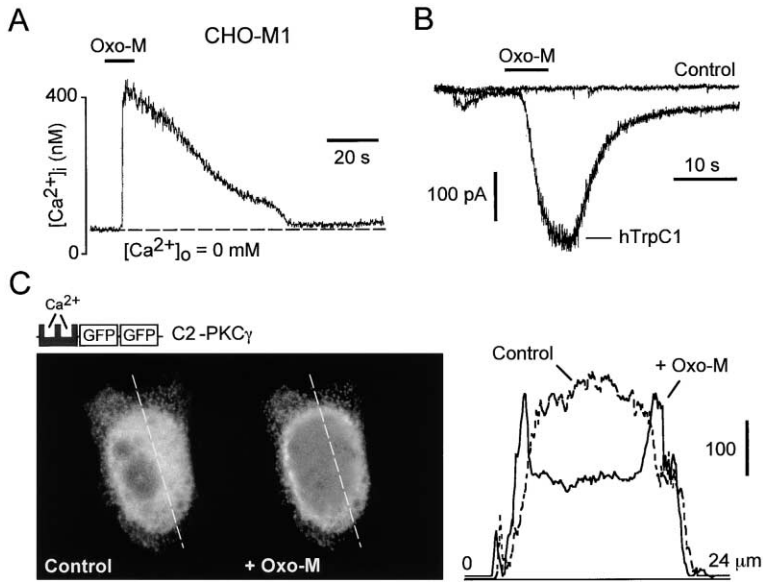 A
Oxo-M
CHO-M1
400
[Ca2+]i (nM)
0
20 s
[Ca2+]o = 0 mM
B
Oxo-M
Control
100 pA
10 s
hTrpC1
C
Ca2+
GFP GFP C2-PKCγ
Control
+ Oxo-M
Control
+ Oxo-M
100
0
24 μm